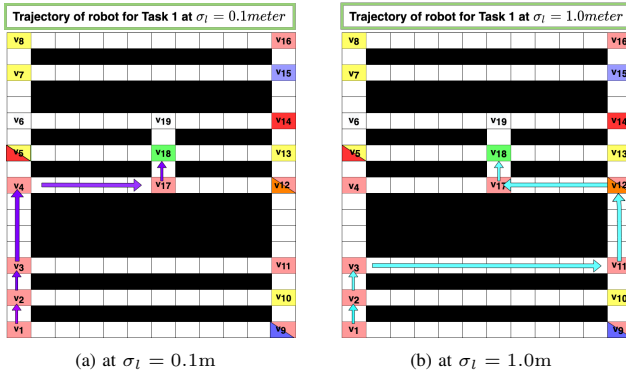 Trajectory of robot for Task 1 at σ_l = 0.1meter
v8 v16
v7 v15
v6 v19 v14
v5 v18 v13
v4 v17 v12
v3 v11
v2 v10
v1 v9
(a) at σ_l = 0.1m
Trajectory of robot for Task 1 at σ_l = 1.0meter
v8 v16
v7 v15
v6 v19 v14
v5 v18 v13
v4 v17 v12
v3 v11
v2 v10
v1 v9
(b) at σ_l = 1.0m